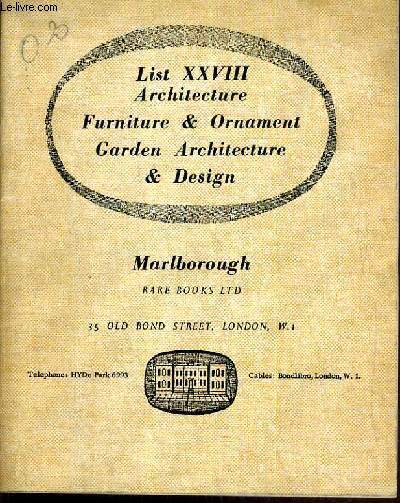 © Le-livre.com
List XXVIII
Architecture
Furniture & Ornament
Garden Architecture
& Design
Marlborough
RARE BOOKS LTD
35 OLD BOND STREET, LONDON, W.1
Telephone: HYDe Park 6993 Cables: Bondlibro, London, W. 1.